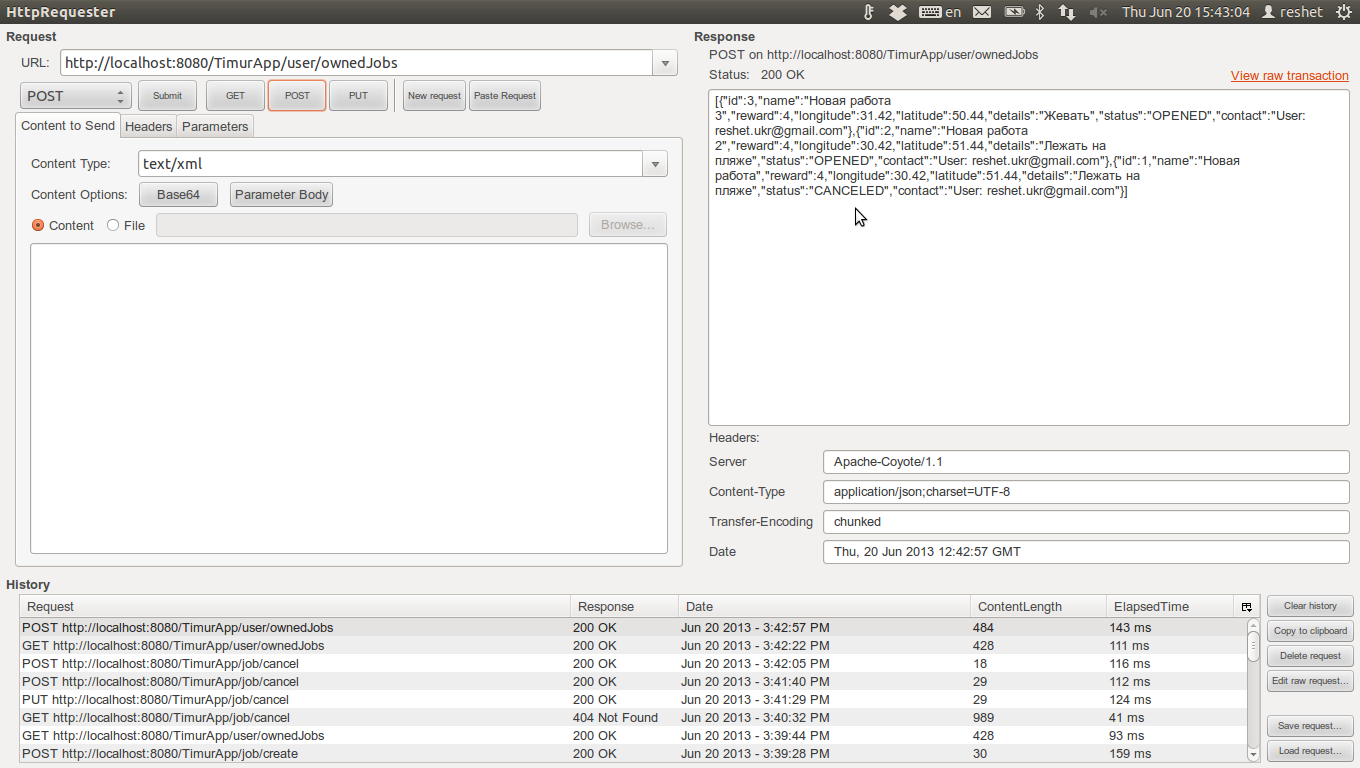 HttpRequester
en
Thu Jun 20 15:43:04
reshet
Request
URL:
http://localhost:8080/TimurApp/user/ownedJobs
POST
Submit
GET
POST
PUT
New request
Paste Request
Content to Send
Headers
Parameters
Content Type:
text/xml
Content Options:
Base64
Parameter Body
Content
File
Browse...
Response
POST on http://localhost:8080/TimurApp/user/ownedJobs
Status: 200 OK
View raw transaction
[{"id":3,"name":"Новая работа
3","reward":4,"longitude":31.42,"latitude":50.44,"details":"Жевать","status":"OPENED","contact":"User:
reshet.ukr@gmail.com"},{"id":2,"name":"Новая работа
2","reward":4,"longitude":30.42,"latitude":51.44,"details":"Лежать на
пляже","status":"OPENED","contact":"User: reshet.ukr@gmail.com"},{"id":1,"name":"Новая
работа","reward":4,"longitude":30.42,"latitude":51.44,"details":"Лежать на
пляже","status":"CANCELED","contact":"User: reshet.ukr@gmail.com"}]
Headers:
Server Apache-Coyote/1.1
Content-Type application/json;charset=UTF-8
Transfer-Encoding chunked
Date Thu, 20 Jun 2013 12:42:57 GMT
History
Request Response Date ContentLength ElapsedTime
POST http://localhost:8080/TimurApp/user/ownedJobs 200 OK Jun 20 2013 - 3:42:57 PM 484 143 ms
GET http://localhost:8080/TimurApp/user/ownedJobs 200 OK Jun 20 2013 - 3:42:22 PM 428 111 ms
POST http://localhost:8080/TimurApp/job/cancel 200 OK Jun 20 2013 - 3:42:05 PM 18 116 ms
POST http://localhost:8080/TimurApp/job/cancel 200 OK Jun 20 2013 - 3:41:40 PM 29 112 ms
PUT http://localhost:8080/TimurApp/job/cancel 200 OK Jun 20 2013 - 3:41:29 PM 29 124 ms
GET http://localhost:8080/TimurApp/job/cancel 404 Not Found Jun 20 2013 - 3:40:32 PM 989 41 ms
GET http://localhost:8080/TimurApp/user/ownedJobs 200 OK Jun 20 2013 - 3:39:44 PM 428 93 ms
POST http://localhost:8080/TimurApp/job/create 200 OK Jun 20 2013 - 3:39:28 PM 30 159 ms
Clear history
Copy to clipboard
Delete request
Edit raw request...
Save request...
Load request...